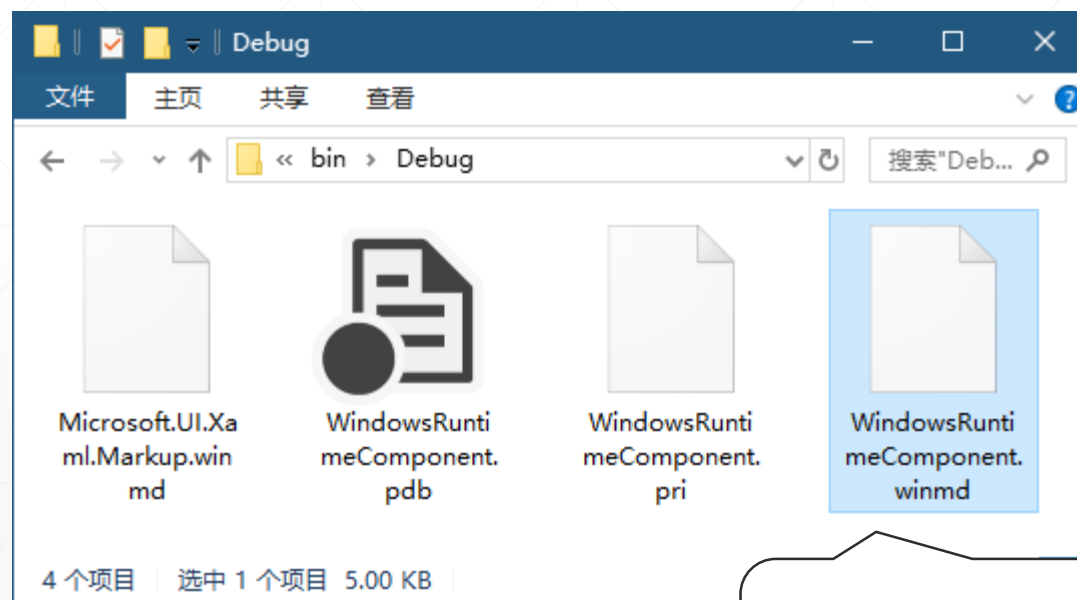 Debug
文件 主页 共享 查看 ?
« bin › Debug 搜索"Deb...
Microsoft.UI.Xa
ml.Markup.win
md
WindowsRunti
meComponent.
pdb
WindowsRunti
meComponent.
pri
WindowsRunti
meComponent.
winmd
4 个项目 选中 1 个项目 5.00 KB